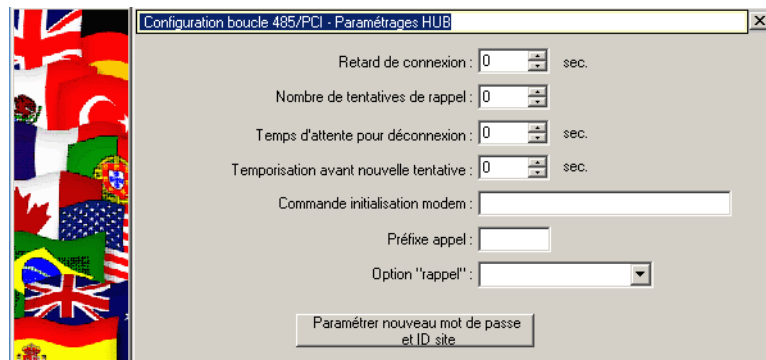 Configuration boucle 485/PCI - Paramétrages HUB
Retard de connexion : 0 sec.
Nombre de tentatives de rappel : 0
Temps d'attente pour déconnexion : 0 sec.
Temporisation avant nouvelle tentative : 0 sec.
Commande initialisation modem :
Préfixe appel :
Option "rappel" :
Paramétrer nouveau mot de passe
et ID site